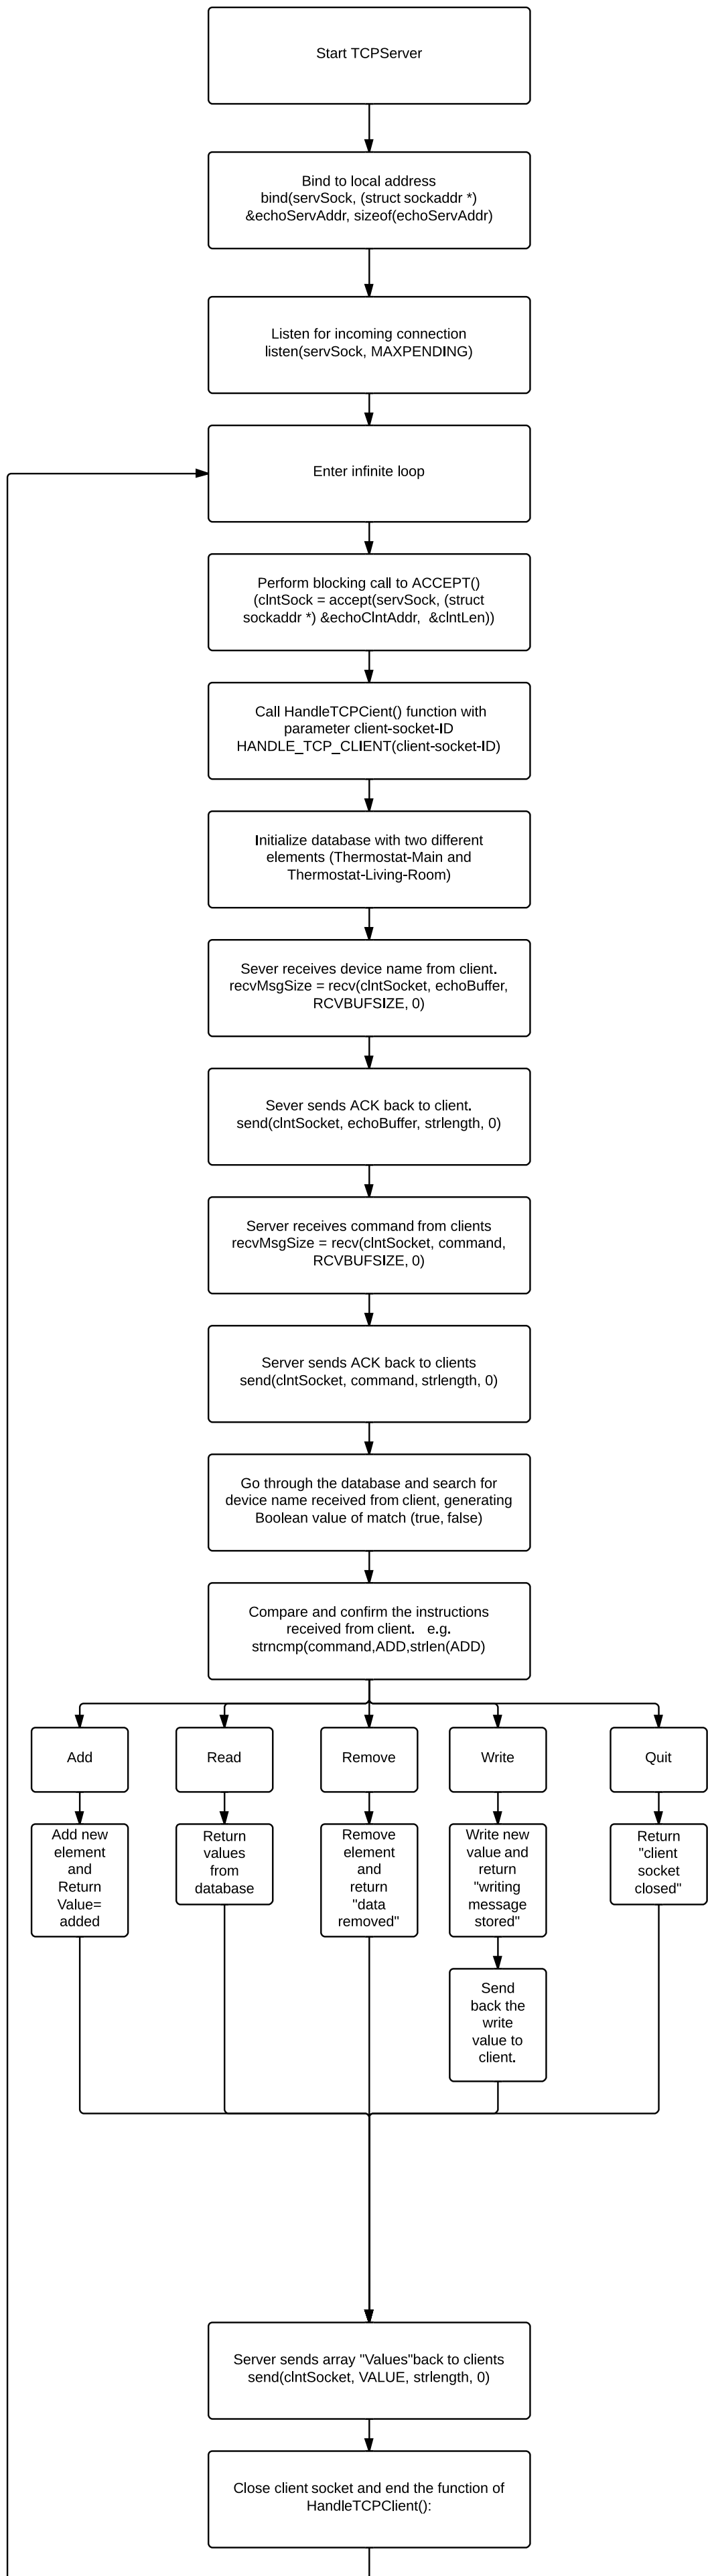 Start TCPServer
Bind to local address
bind(servSock, (struct sockaddr *)
&echoServAddr, sizeof(echoServAddr)
Listen for incoming connection
listen(servSock, MAXPENDING)
Enter infinite loop
Perform blocking call to ACCEPT()
(clntSock = accept(servSock, (struct
sockaddr *) &echoClntAddr,  &clntLen))
Call HandleTCPCient() function with
parameter client-socket-ID
HANDLE_TCP_CLIENT(client-socket-ID)
Initialize database with two different
elements (Thermostat-Main and
Thermostat-Living-Room)
Sever receives device name from client.
recvMsgSize = recv(clntSocket, echoBuffer,
RCVBUFSIZE, 0)
Sever sends ACK back to client.
send(clntSocket, echoBuffer, strlength, 0)
Server receives command from clients
recvMsgSize = recv(clntSocket, command,
RCVBUFSIZE, 0)
Server sends ACK back to clients
send(clntSocket, command, strlength, 0)
Go through the database and search for
device name received from client, generating
Boolean value of match (true, false)
Compare and confirm the instructions
received from client.   e.g.
strncmp(command,ADD,strlen(ADD)
Add
Read
Remove
Write
Quit
Add new
element
and
Return
Value=
added
Return
values
from
database
Remove
element
and
return
"data
removed"
Write new
value and
return
"writing
message
stored"
Return
"client
socket
closed"
Send
back the
write
value to
client.
Server sends array "Values"back to clients
send(clntSocket, VALUE, strlength, 0)
Close client socket and end the function of
HandleTCPClient():